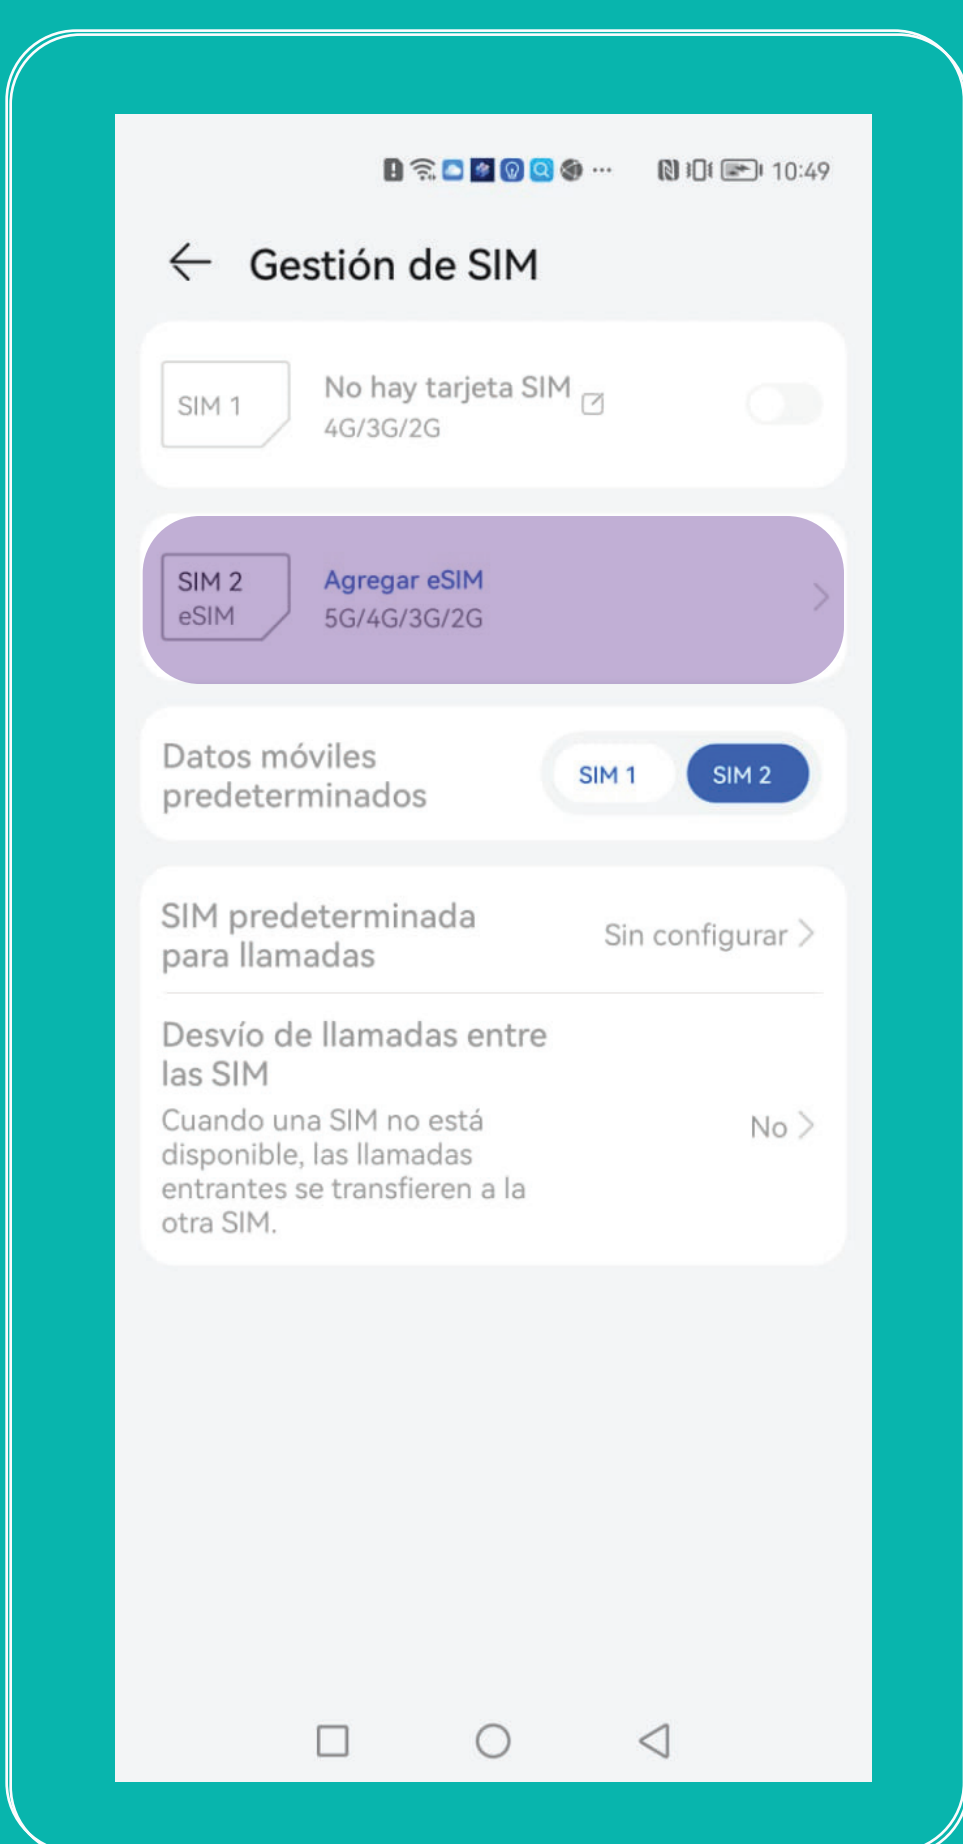 10:49
Gestión de SIM
SIM 1
No hay tarjeta SIM
4G/3G/2G
SIM 2
eSIM
Agregar eSIM
5G/4G/3G/2G
Datos móviles
predeterminados
SIM 1
SIM 2
SIM predeterminada
para llamadas
Sin configurar
Desvío de llamadas entre
las SIM
Cuando una SIM no está
disponible, las llamadas
entrantes se transfieren a la
otra SIM.
No